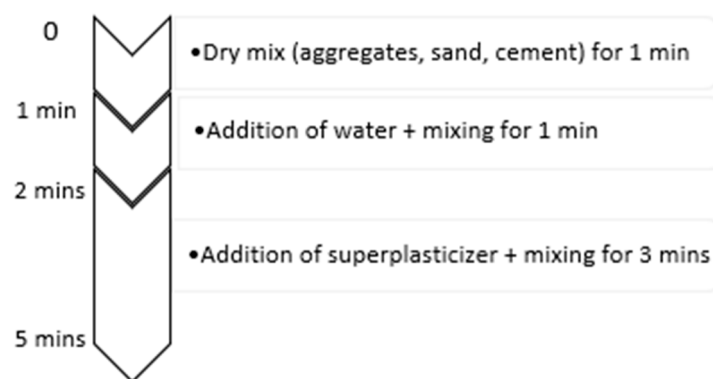 0
•Dry mix (aggregates, sand, cement) for 1 min
1 min
•Addition of water + mixing for 1 min
2 mins
•Addition of superplasticizer + mixing for 3 mins
5 mins